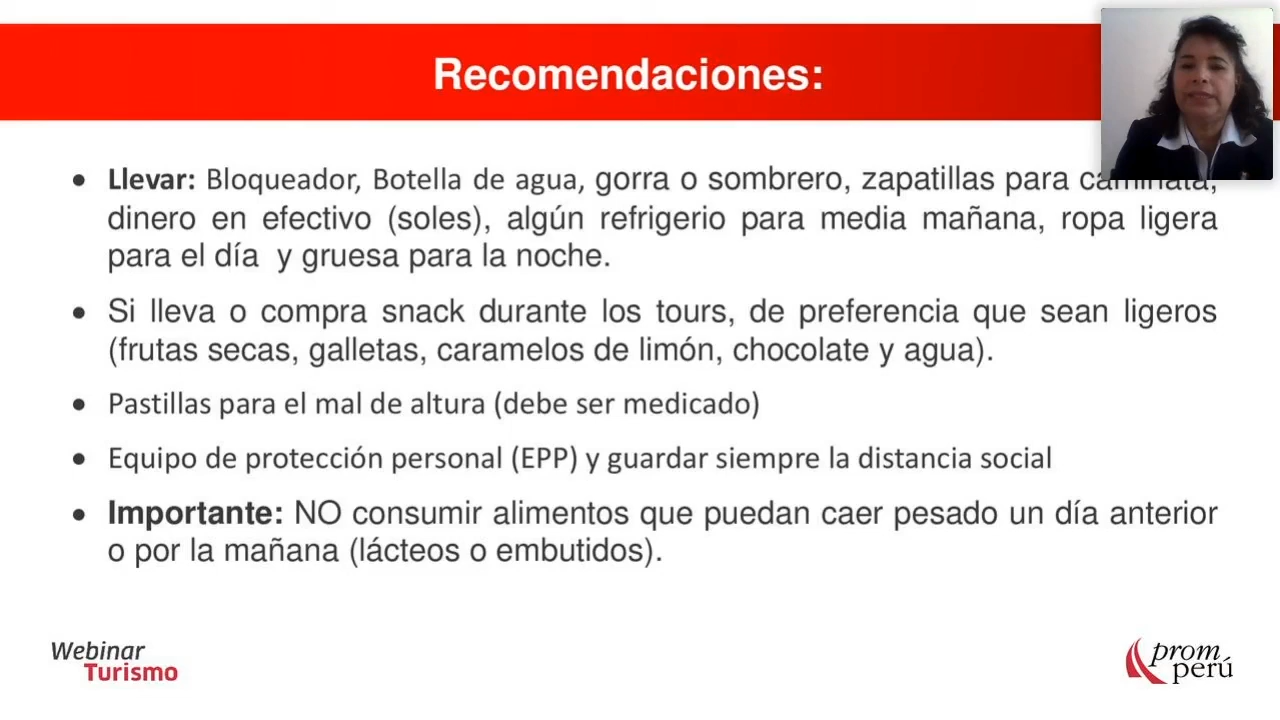 Recomendaciones:
• Llevar: Bloqueador, Botella de agua, gorra o sombrero, zapatillas para caminata,
dinero en efectivo (soles), algún refrigerio para media mañana, ropa ligera
para el día y gruesa para la noche.
• Si lleva o compra snack durante los tours, de preferencia que sean ligeros
(frutas secas, galletas, caramelos de limón, chocolate y agua).
• Pastillas para el mal de altura (debe ser medicado)
• Equipo de protección personal (EPP) y guardar siempre la distancia social
• Importante: NO consumir alimentos que puedan caer pesado un día anterior
o por la mañana (lácteos o embutidos).
Webinar
Turismo
prom
perú